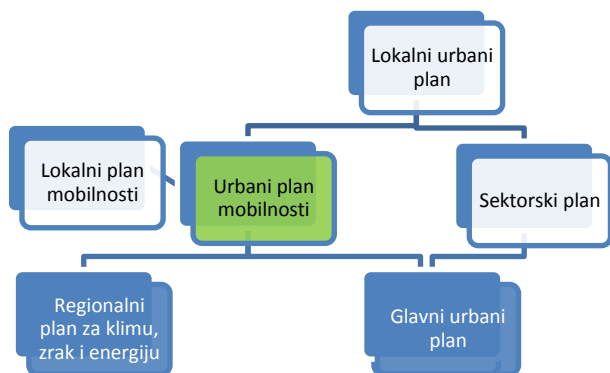 Lokalni urbani
plan
Lokalni plan
mobilnosti
Urbani plan
mobilnosti
Sektorski plan
Regionalni
plan za klimu,
zrak i energiju
Glavni urbani
plan